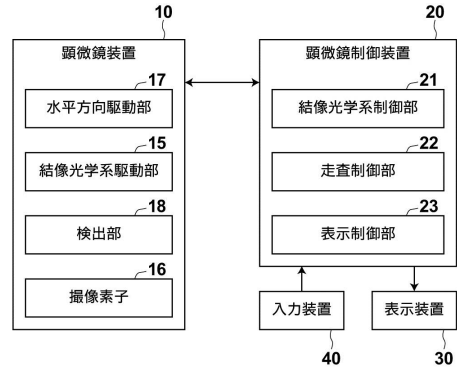 10
顕微鏡装置
17
水平方向駆動部
15
結像光学系駆動部
18
検出部
16
撮像素子
20
顕微鏡制御装置
21
結像光学系制御部
22
走査制御部
23
表示制御部
入力装置
40
表示装置
30